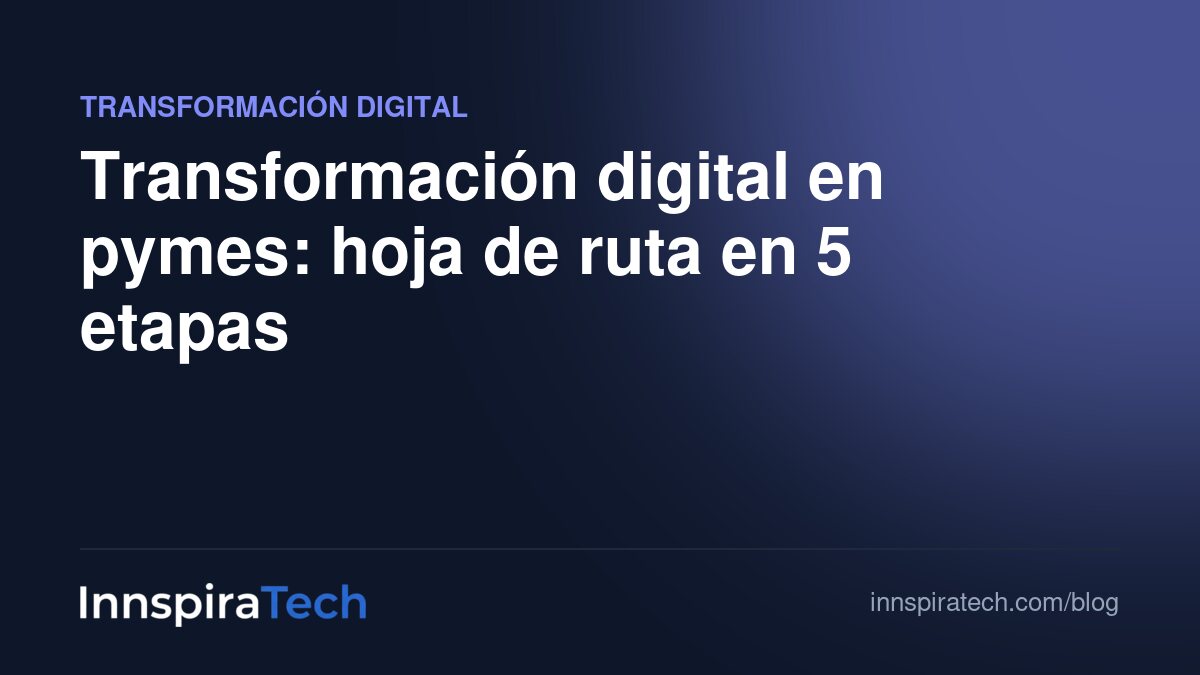 TRANSFORMACIÓN DIGITAL
Transformación digital en
pymes: hoja de ruta en 5
etapas
InnspiraTech
innspiratech.com/blog